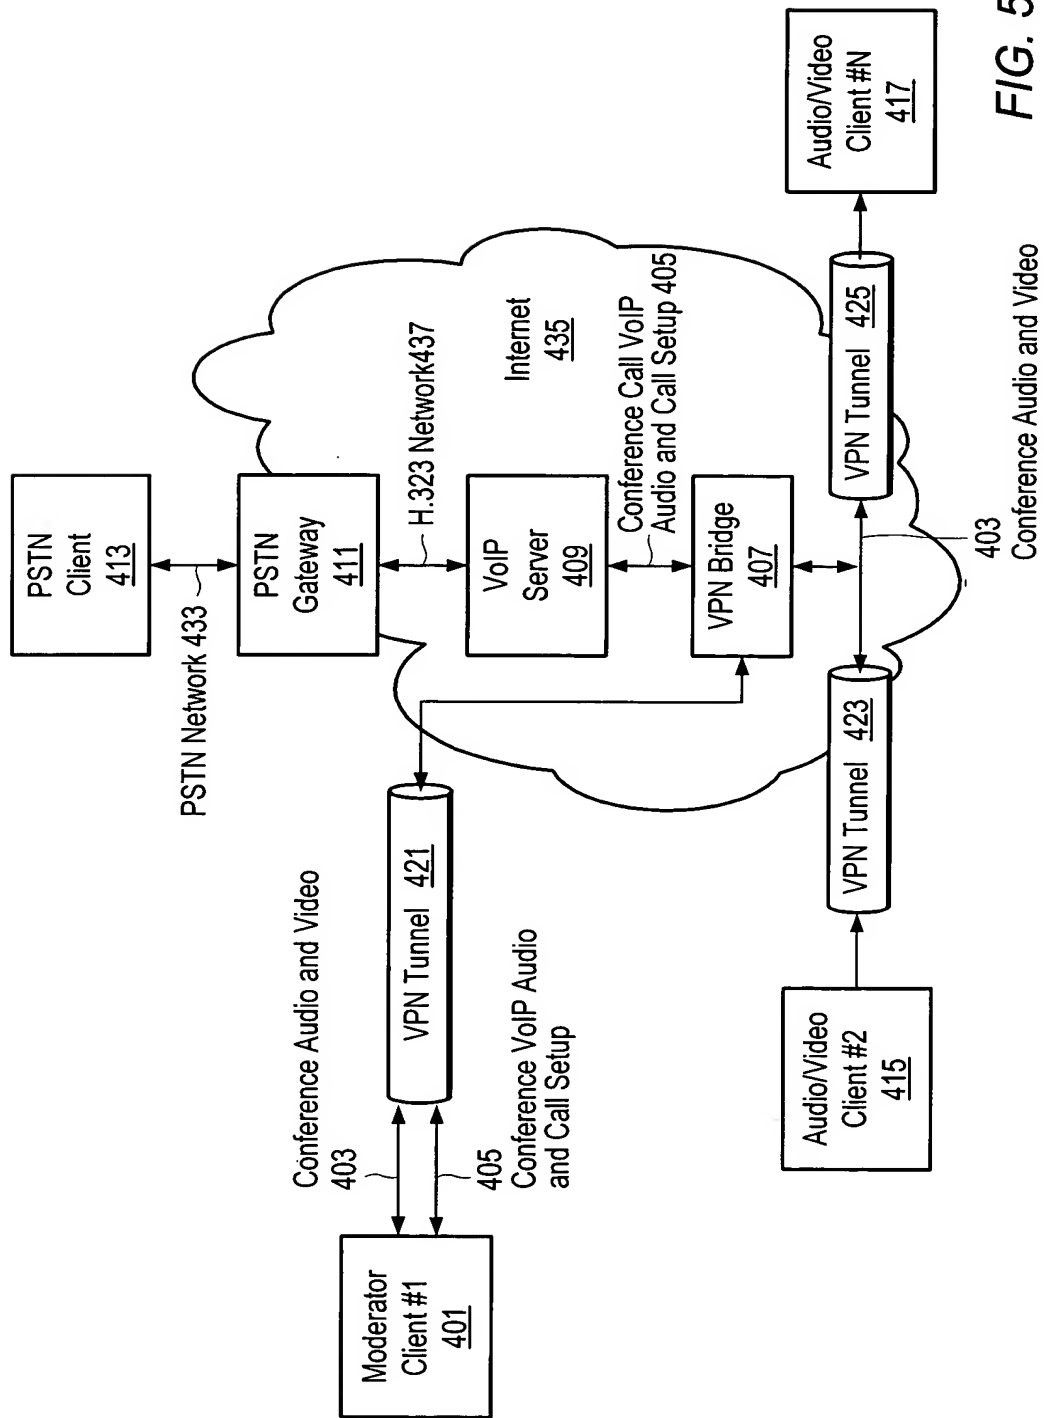 PSTN
Client
413
PSTN Network 433
PSTN
Gateway
411
H.323 Network437
VoIP
Server
409
Internet
435
Conference Call VoIP
Audio and Call Setup 405
VPN Bridge
407
Conference Audio and Video
403
VPN Tunnel 421
405
Conference VoIP Audio
and Call Setup
Moderator
Client #1
401
Audio/Video
Client #2
415
VPN Tunnel 423
VPN Tunnel 425
403
Conference Audio and Video
Audio/Video
Client #N
417
FIG. 5